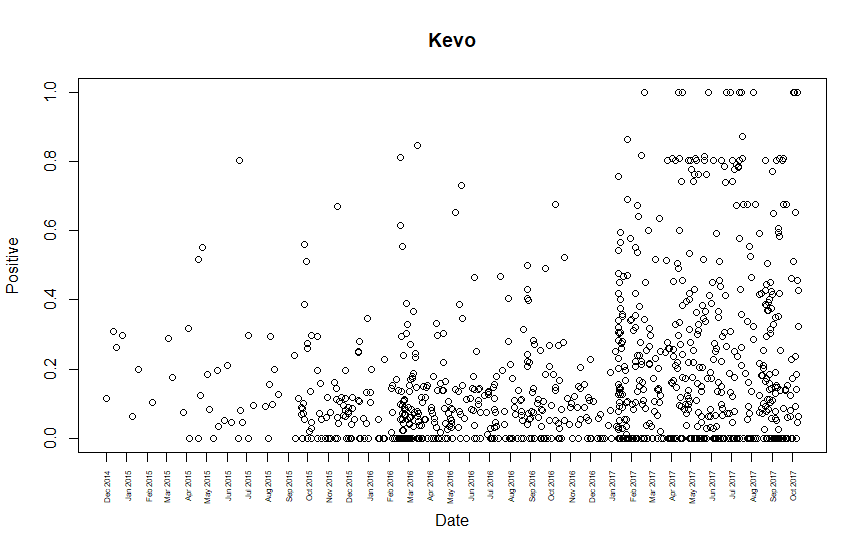 Kevo
Positive
1.0
0.8
0.6
0.4
0.2
0.0
Dec 2014
Jan 2015
Feb 2015
Mar 2015
Apr 2015
May 2015
Jun 2015
Jul 2015
Aug 2015
Sep 2015
Oct 2015
Nov 2015
Dec 2015
Jan 2016
Feb 2016
Mar 2016
Apr 2016
May 2016
Jun 2016
Jul 2016
Aug 2016
Sep 2016
Oct 2016
Nov 2016
Dec 2016
Jan 2017
Feb 2017
Mar 2017
Apr 2017
May 2017
Jun 2017
Jul 2017
Aug 2017
Sep 2017
Oct 2017
Date